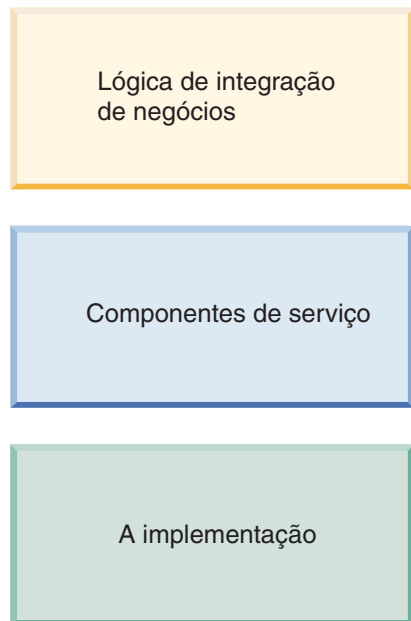 Lógica de integração
de negócios
Componentes de serviço
A implementação